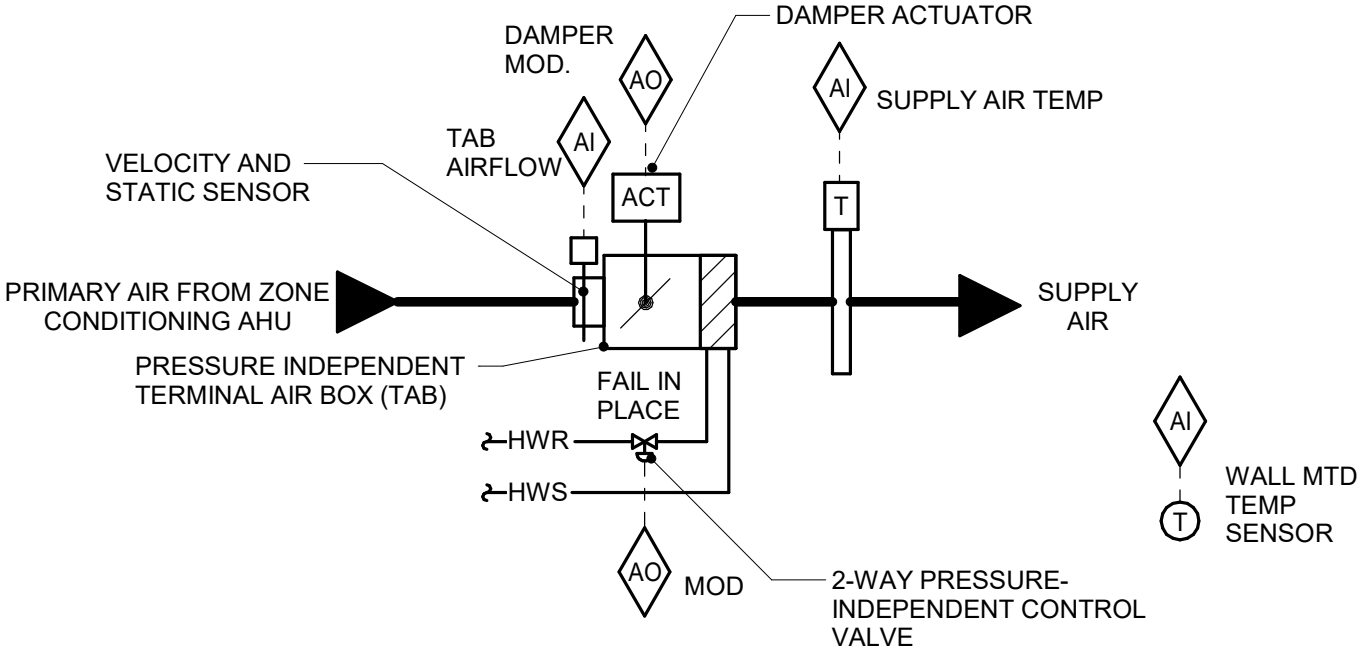 DAMPER ACTUATOR
DAMPER
MOD.
AO
AI
SUPPLY AIR TEMP
TAB
AIRFLOW
AI
VELOCITY AND
STATIC SENSOR
ACT
T
PRIMARY AIR FROM ZONE
CONDITIONING AHU
SUPPLY
AIR
PRESSURE INDEPENDENT
TERMINAL AIR BOX (TAB)
FAIL IN
PLACE
HWR
HWS
AI
T
WALL MTD
TEMP
SENSOR
AO
MOD
2-WAY PRESSURE-
INDEPENDENT CONTROL
VALVE